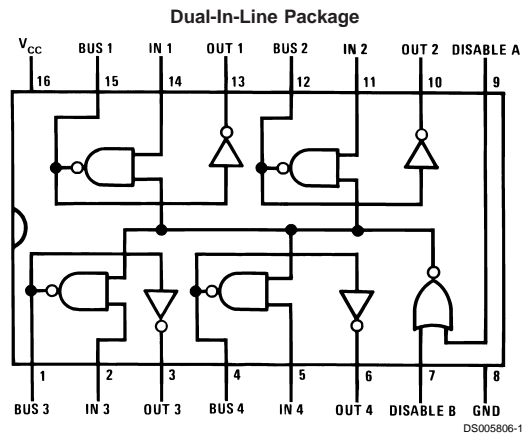 Dual-In-Line Package
VCC BUS 1 IN 1 OUT 1 BUS 2 IN 2 OUT 2 DISABLE A
16 15 14 13 12 11 10 9
1 2 3 4 5 6 7 8
BUS 3 IN 3 OUT 3 BUS 4 IN 4 OUT 4 DISABLE B GND
DS005806-1